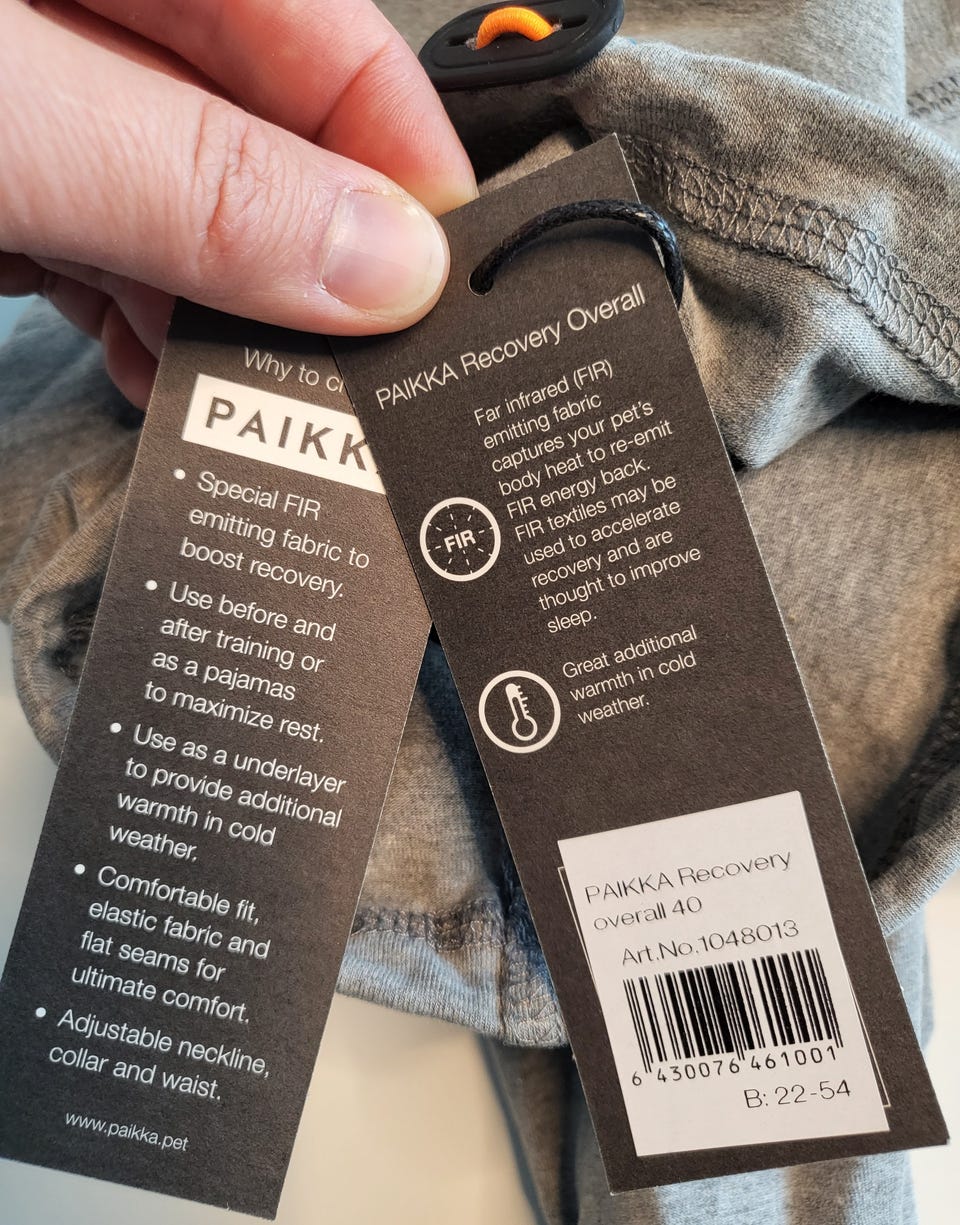 Why to
PAIKK
• Special FIR
emitting fabric to
boost recovery.
• Use before and
after training or
as a pajamas
to maximize rest.
• Use as a underlayer
to provide additional
warmth in cold
weather.
• Comfortable fit,
elastic fabric and
flat seams for
ultimate comfort.
• Adjustable neckline,
collar and waist.
www.paikka.pet
PAIKKA Recovery Overall
Far infrared (FIR)
emitting fabric
captures your pet's
body heat to re-emit
FIR energy back.
FIR textiles may be
used to accelerate
recovery and are
thought to improve
sleep.
FIR
Great additional
warmth in cold
weather.
PAIKKA Recovery
overall 40
Art.No.1048013
6 430076 461001
B: 22-54